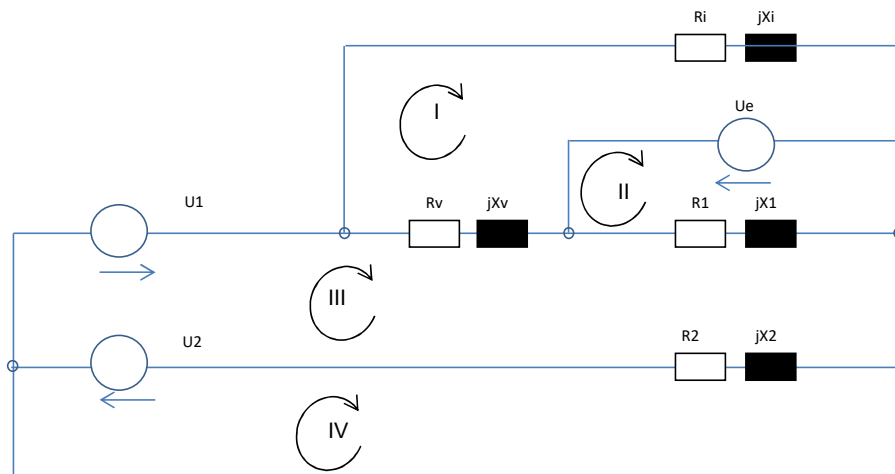 Ri jXi
I
Ue
II
U1
Rv jXv
R1 jX1
III
U2
R2 jX2
IV